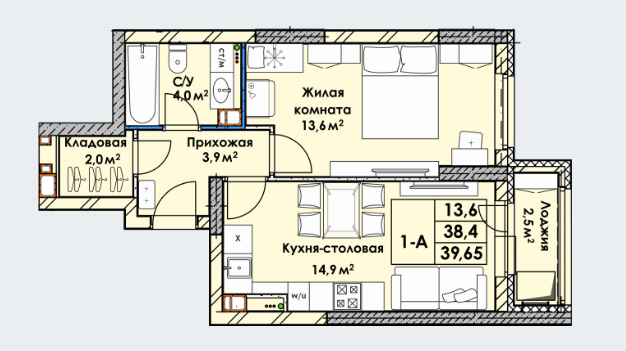 С/У
4,0 м²
СТ/М
Жилая
комната
13,6 м²
Кладовая
2,0 м²
Прихожая
3,9 м²
Кухня-столовая
14,9 м²
X
w/u
1-А
13,6
38,4
39,65
Лоджия
2,5 м²